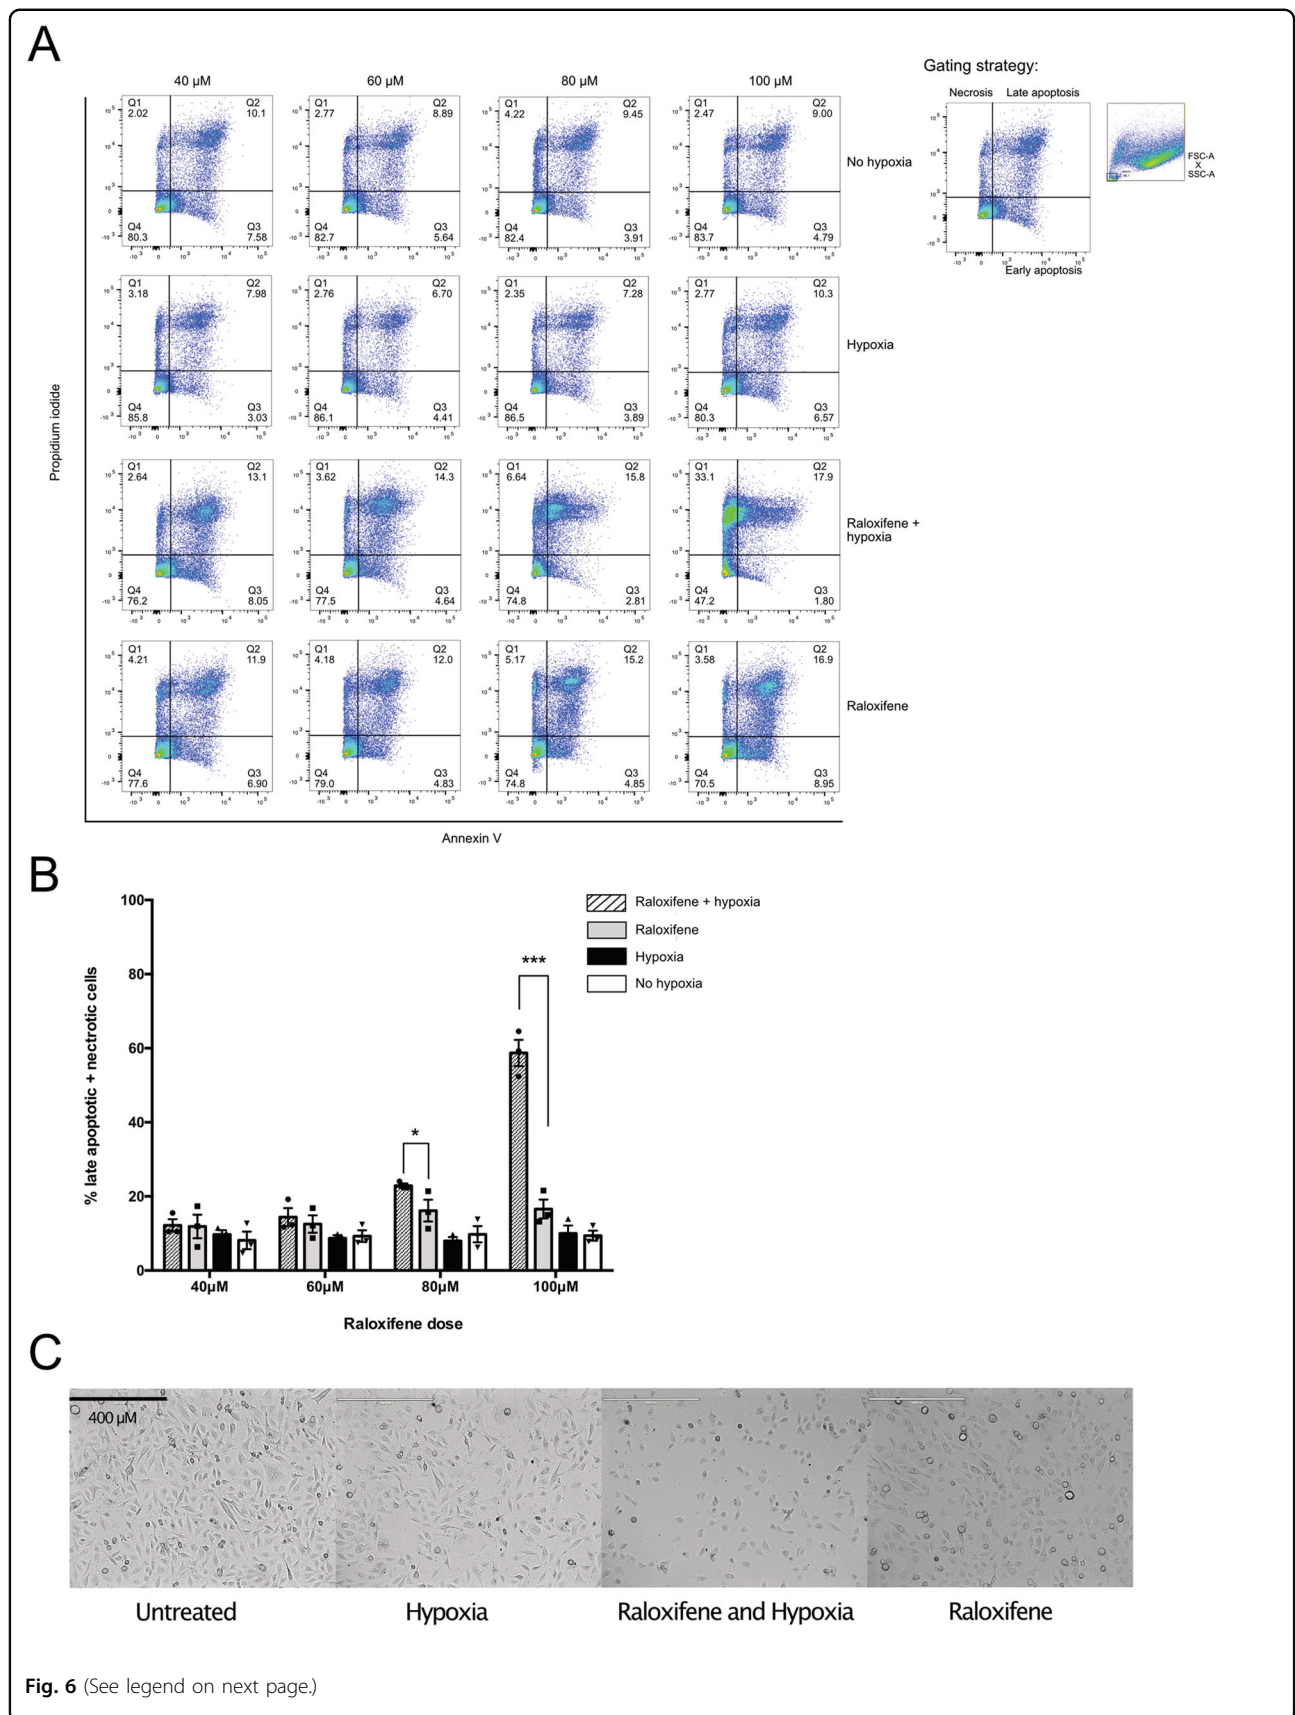 A
40 µM 60 µM 80 µM 100 µM
Gating strategy:
Necrosis Late apoptosis
Early apoptosis
FSC-A
X
SSC-A
Propidium iodide
Q1 Q2 Q1 Q2 Q1 Q2 Q1 Q2
2.02 10.1 2.77 8.89 4.22 9.45 2.47 9.00
No hypoxia
Q4 Q3 Q4 Q3 Q4 Q3 Q4 Q3
80.3 7.58 82.7 5.64 82.4 3.91 83.7 4.79
Q1 Q2 Q1 Q2 Q1 Q2 Q1 Q2
3.18 7.98 2.76 6.70 2.35 7.28 2.77 10.3
Hypoxia
Q4 Q3 Q4 Q3 Q4 Q3 Q4 Q3
85.8 3.03 86.1 4.41 86.5 3.89 80.3 6.57
Q1 Q2 Q1 Q2 Q1 Q2 Q1 Q2
2.64 13.1 3.62 14.3 6.64 15.8 33.1 17.9
Raloxifene +
hypoxia
Q4 Q3 Q4 Q3 Q4 Q3 Q4 Q3
76.2 8.05 77.5 4.64 74.8 2.81 47.2 1.80
Q1 Q2 Q1 Q2 Q1 Q2 Q1 Q2
4.21 11.9 4.18 12.0 5.17 15.2 3.58 16.9
Raloxifene
Q4 Q3 Q4 Q3 Q4 Q3 Q4 Q3
77.6 6.90 79.0 4.83 74.8 4.85 70.5 8.95
Annexin V
B
% late apoptotic + nectrotic cells
100
80
60
40
20
0
Raloxifene + hypoxia
Raloxifene
Hypoxia
No hypoxia
***
*
40µM 60µM 80µM 100µM
Raloxifene dose
C
400 µM
Untreated Hypoxia Raloxifene and Hypoxia Raloxifene
Fig. 6 (See legend on next page.)